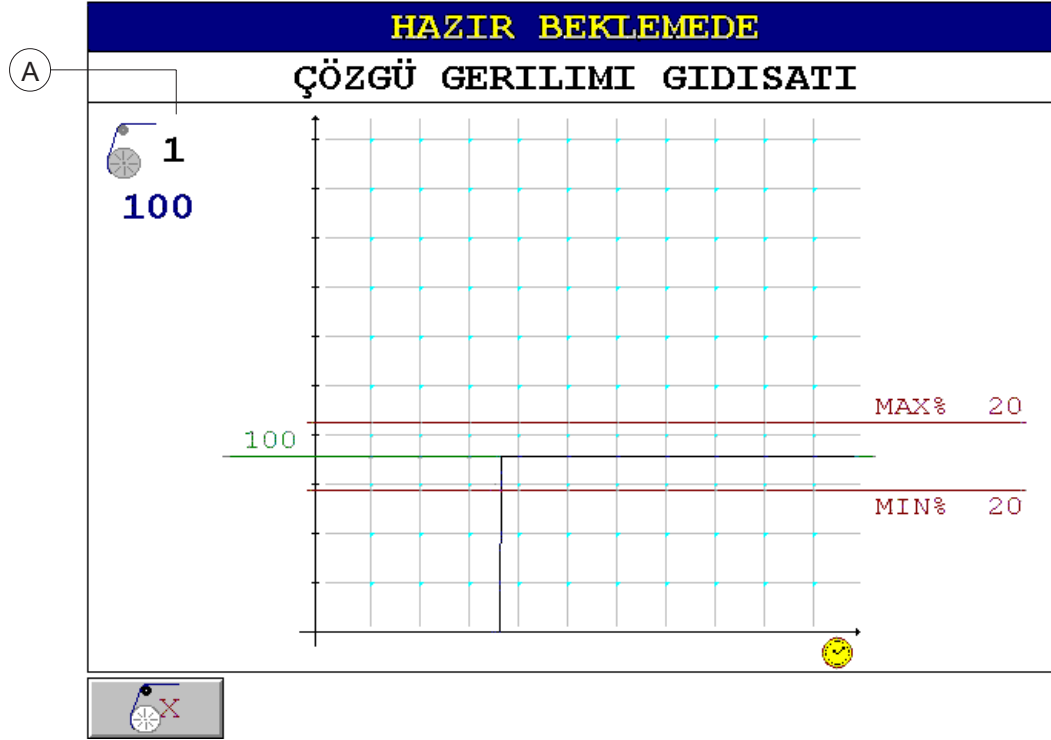 HAZIR BEKLEMEDE
ÇÖZGÜ GERILIMI GIDISATI
A
1
100
MAX% 20
100
MIN% 20
X